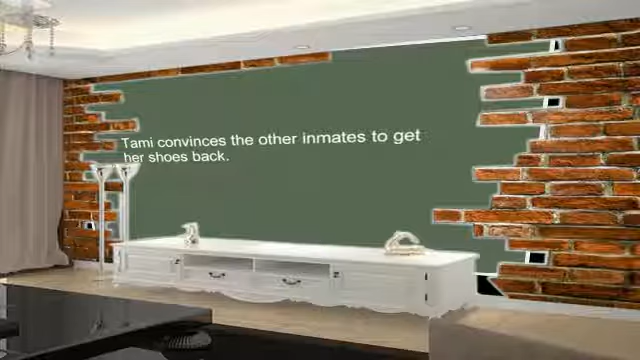 Tami convinces the other inmates to get
her shoes back.